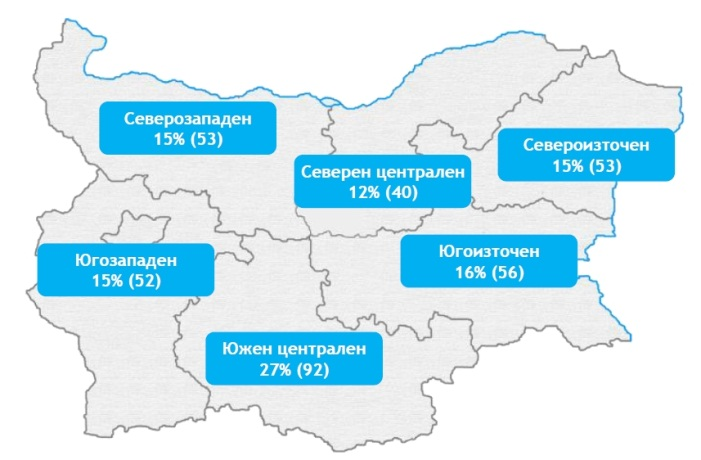 Северозападен
15% (53)
Североизточен
15% (53)
Северен централен
12% (40)
Югозападен
15% (52)
Югоизточен
16% (56)
Южен централен
27% (92)